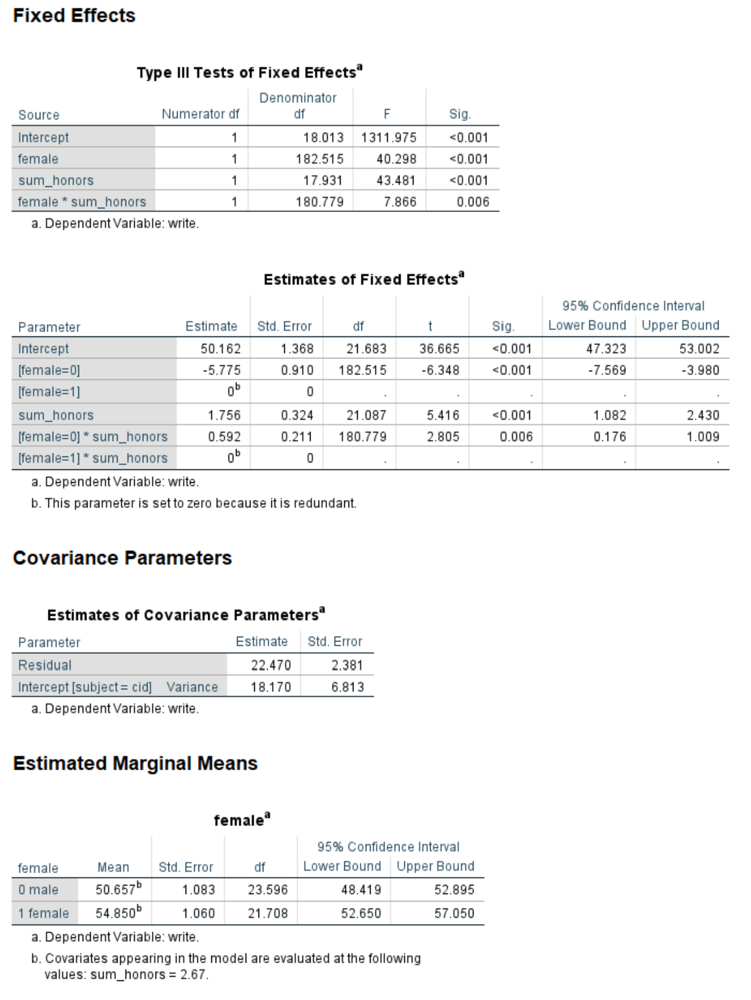 Fixed Effects
Type III Tests of Fixed Effectsa
Source Numerator df Denominator df F Sig.
Intercept 1 18.013 1311.975 <0.001
female 1 182.515 40.298 <0.001
sum_honors 1 17.931 43.481 <0.001
female * sum_honors 1 180.779 7.866 0.006
a. Dependent Variable: write.
Estimates of Fixed Effectsa
95% Confidence Interval
Parameter Estimate Std. Error df t Sig. Lower Bound Upper Bound
Intercept 50.162 1.368 21.683 36.665 <0.001 47.323 53.002
[female=0] -5.775 0.910 182.515 -6.348 <0.001 -7.569 -3.980
[female=1] 0b 0 . . . . .
sum_honors 1.756 0.324 21.087 5.416 <0.001 1.082 2.430
[female=0] * sum_honors 0.592 0.211 180.779 2.805 0.006 0.176 1.009
[female=1] * sum_honors 0b 0 . . . . .
a. Dependent Variable: write.
b. This parameter is set to zero because it is redundant.
Covariance Parameters
Estimates of Covariance Parametersa
Parameter Estimate Std. Error
Residual 22.470 2.381
Intercept [subject = cid] Variance 18.170 6.813
a. Dependent Variable: write.
Estimated Marginal Means
femalea
95% Confidence Interval
female Mean Std. Error df Lower Bound Upper Bound
0 male 50.657b 1.083 23.596 48.419 52.895
1 female 54.850b 1.060 21.708 52.650 57.050
a. Dependent Variable: write.
b. Covariates appearing in the model are evaluated at the following
values: sum_honors = 2.67.